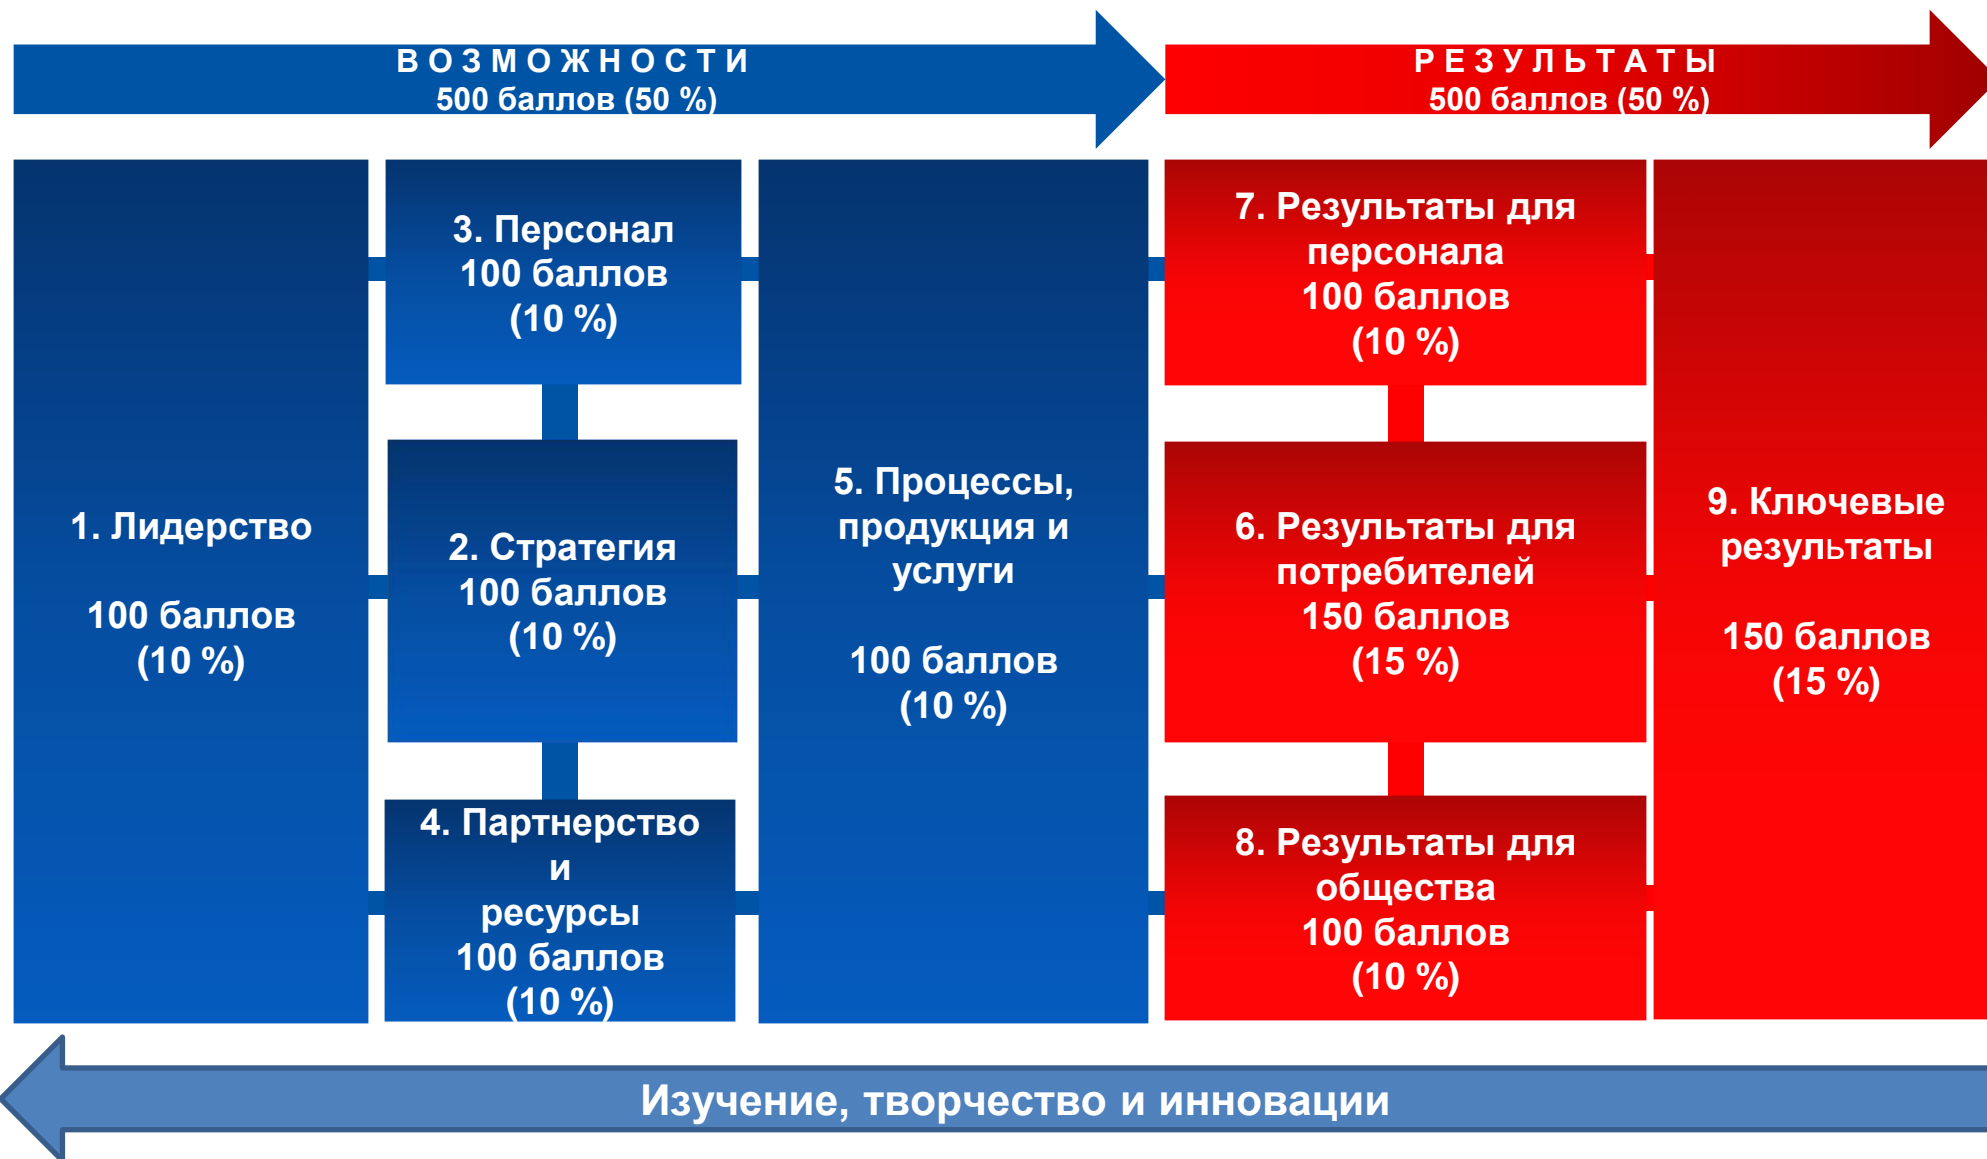 В О З М О Ж Н О С Т И
500 баллов (50 %)
Р Е З У Л Ь Т А Т Ы
500 баллов (50 %)
1. Лидерство
100 баллов
(10 %)
3. Персонал
100 баллов
(10 %)
2. Стратегия
100 баллов
(10 %)
4. Партнерство
и
ресурсы
100 баллов
(10 %)
5. Процессы,
продукция и
услуги
100 баллов
(10 %)
7. Результаты для
персонала
100 баллов
(10 %)
6. Результаты для
потребителей
150 баллов
(15 %)
8. Результаты для
общества
100 баллов
(10 %)
9. Ключевые
результаты
150 баллов
(15 %)
Изучение, творчество и инновации